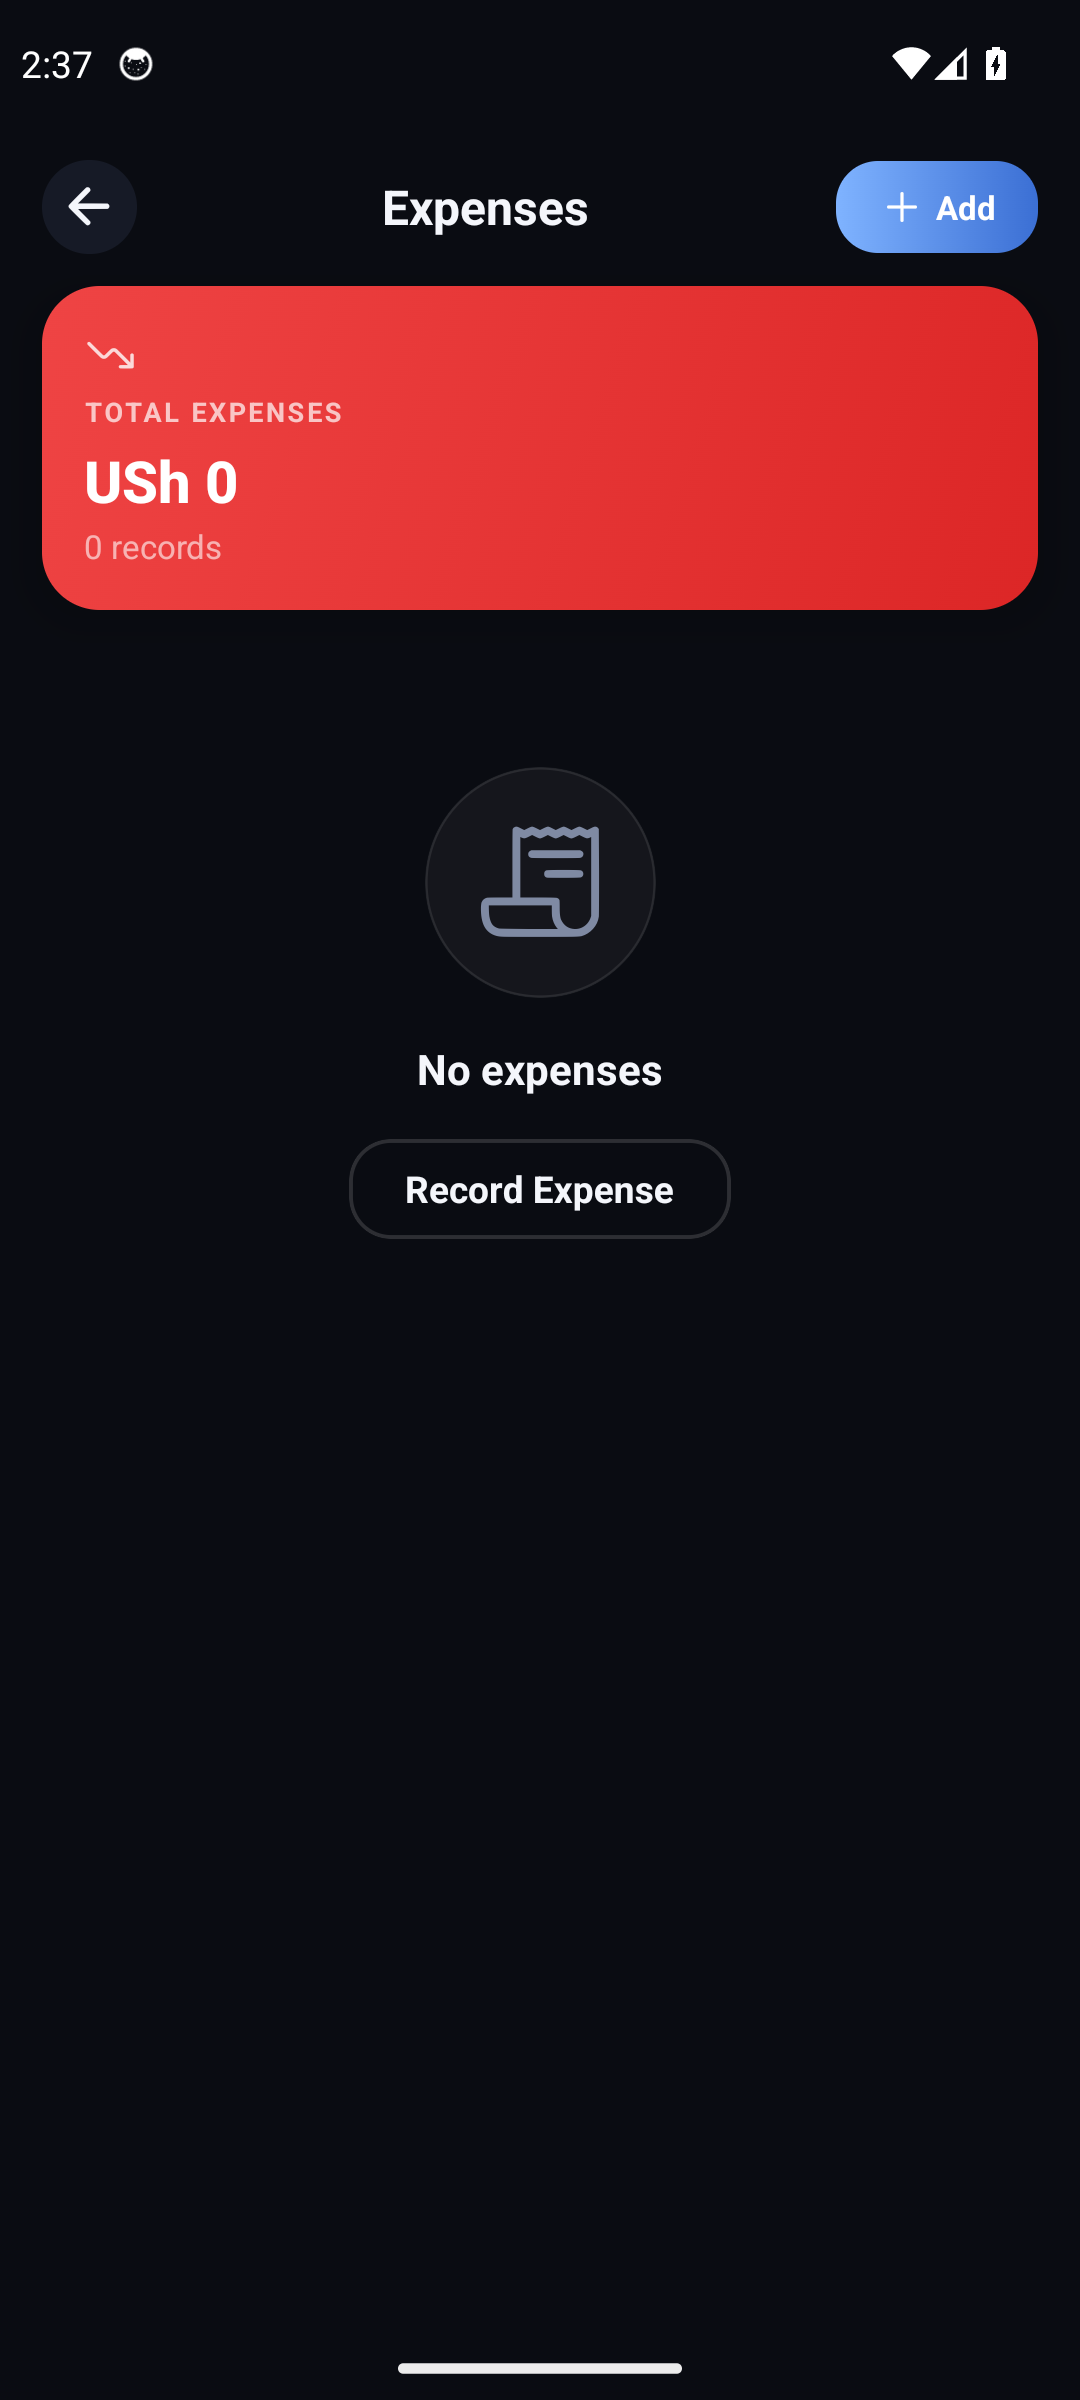 2:37
Expenses
Add
TOTAL EXPENSES
USh 0
0 records
No expenses
Record Expense